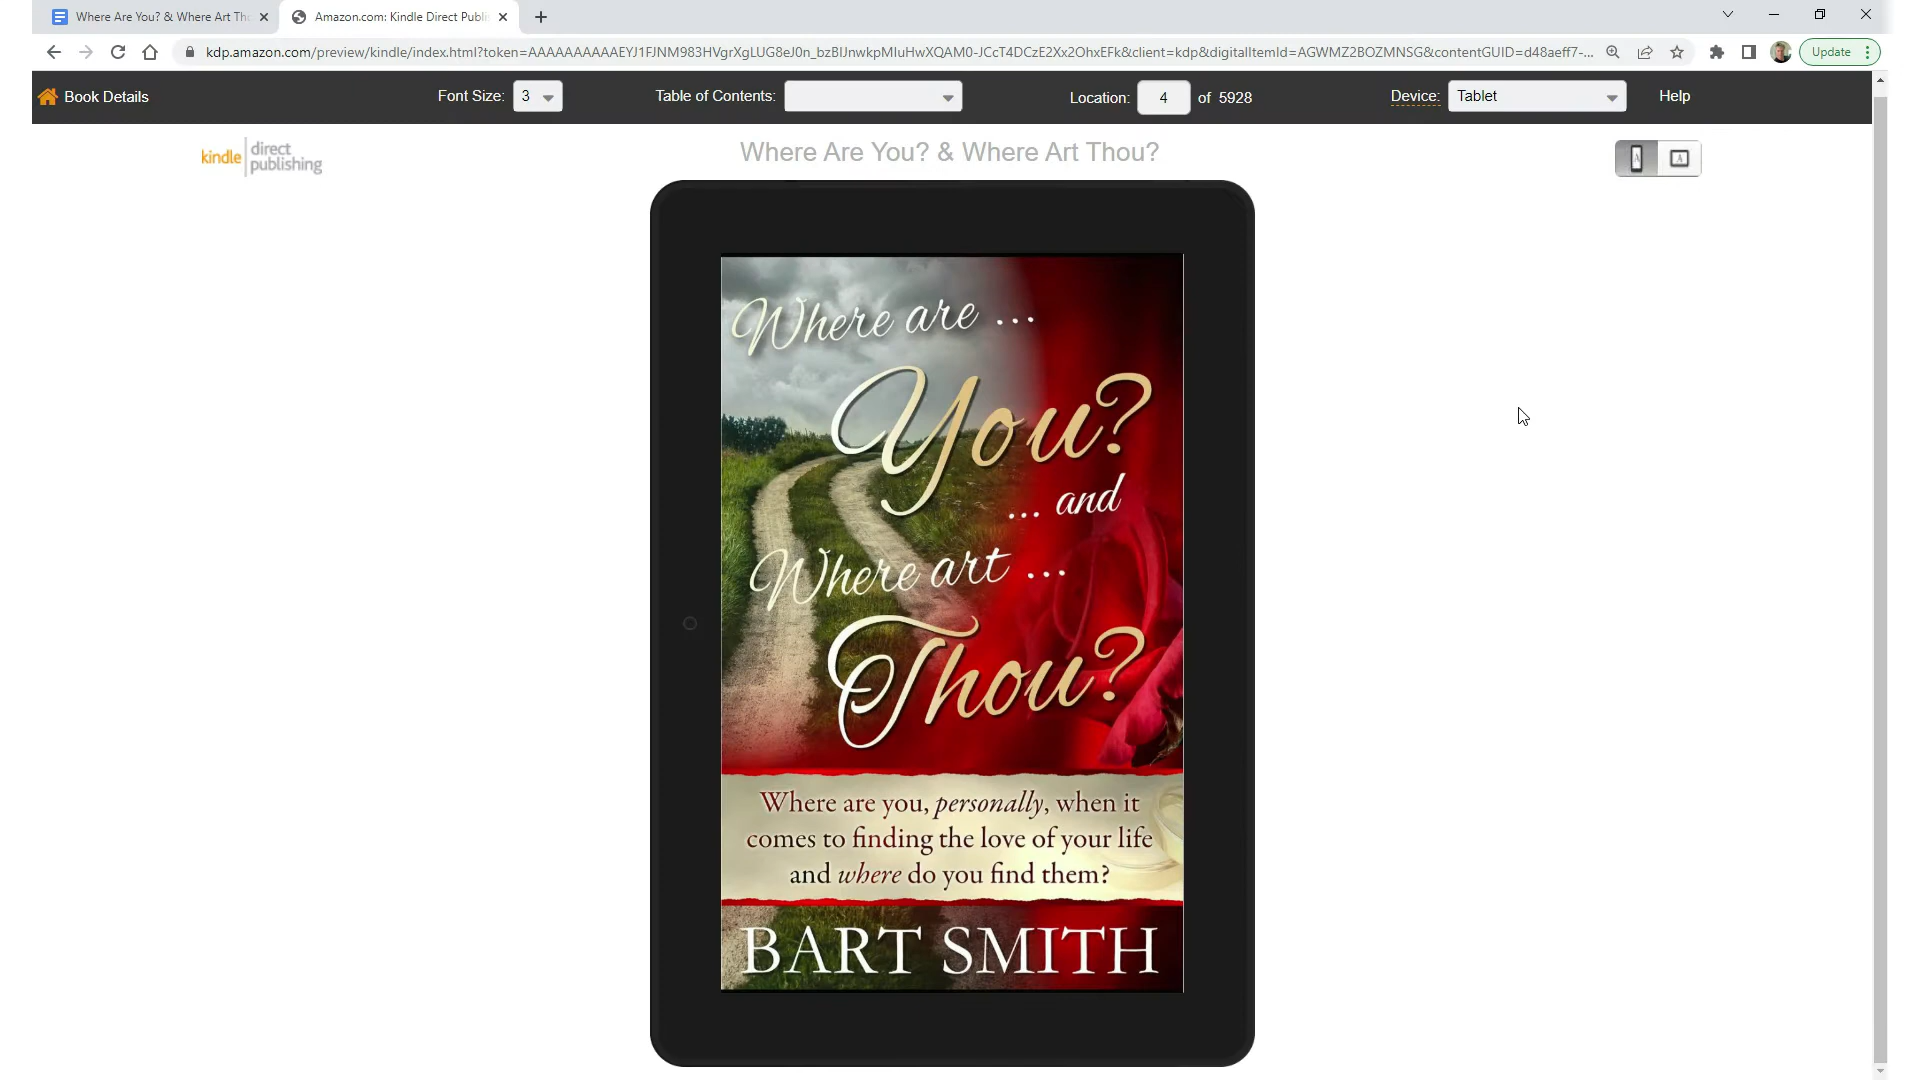 Where Are You? & Where Art Tho
Amazon.com: Kindle Direct Publi
kdp.amazon.com/preview/kindle/index.html?token=AAAAAAAAAAEYJ1FJNM983HVgrXgLUG8eJ0n_bzBIJnwkpMIuHwXQAM0-JCcT4DCzE2Xx2OhxEFk&client=kdp&digitalItemId=AGWMZ2BOZMNSG&contentGUID=d48aeff7-...
Update
Book Details
Font Size: 3
Table of Contents:
Location: 4 of 5928
Device: Tablet
Help
kindle direct
publishing
Where Are You? & Where Art Thou?
Where are ...
You?
... and
Where art ...
Thou?
Where are you, personally, when it
comes to finding the love of your life
and where do you find them?
BART SMITH